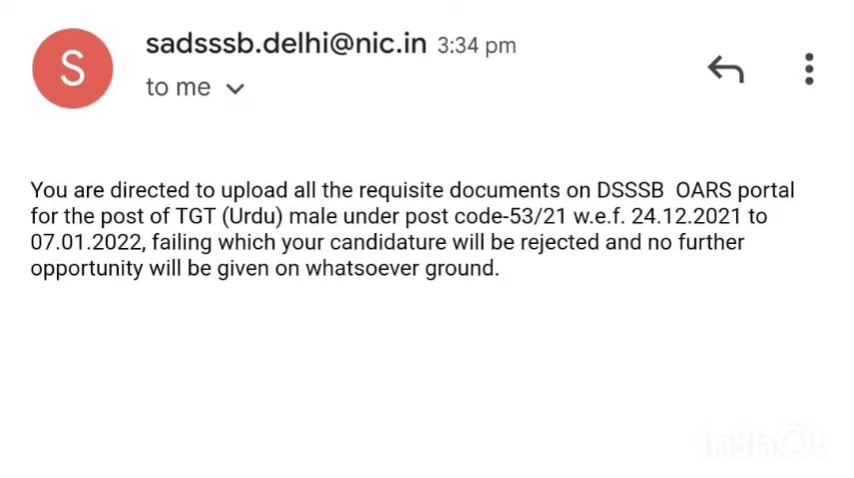 S
sadsssb.delhi@nic.in 3:34 pm
to me
You are directed to upload all the requisite documents on DSSSB OARS portal
for the post of TGT (Urdu) male under post code-53/21 w.e.f. 24.12.2021 to
07.01.2022, failing which your candidature will be rejected and no further
opportunity will be given on whatsoever ground.
InShOt